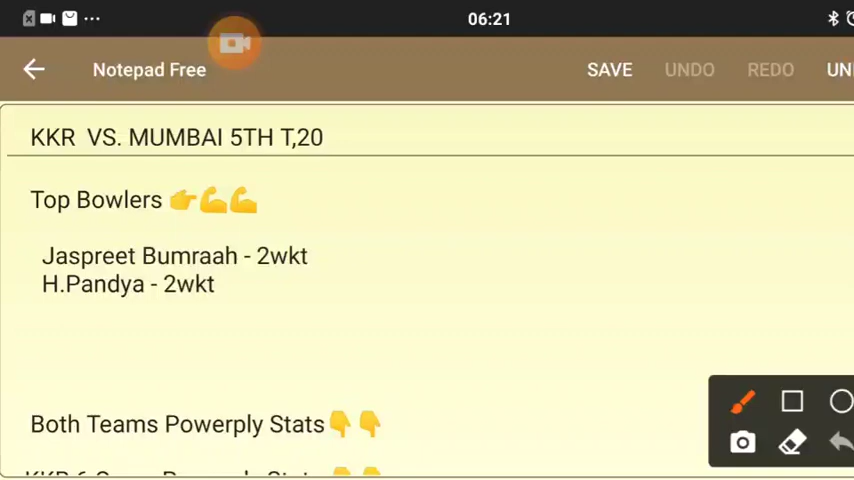 06:21
Notepad Free SAVE UNDO REDO UN
KKR VS. MUMBAI 5TH T,20
Top Bowlers 👉💪💪
Jaspreet Bumraah - 2wkt
H.Pandya - 2wkt
Both Teams Powerply Stats👇👇